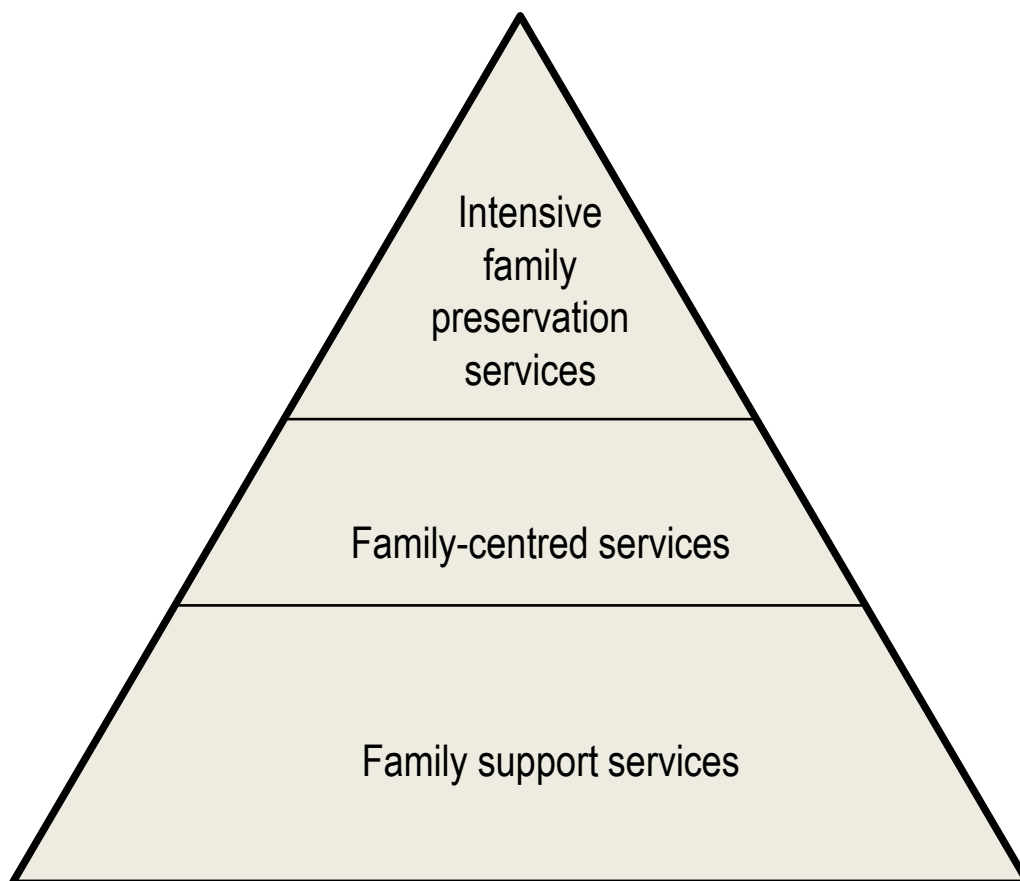 Intensive
family
preservation
services
Family-centred services
Family support services